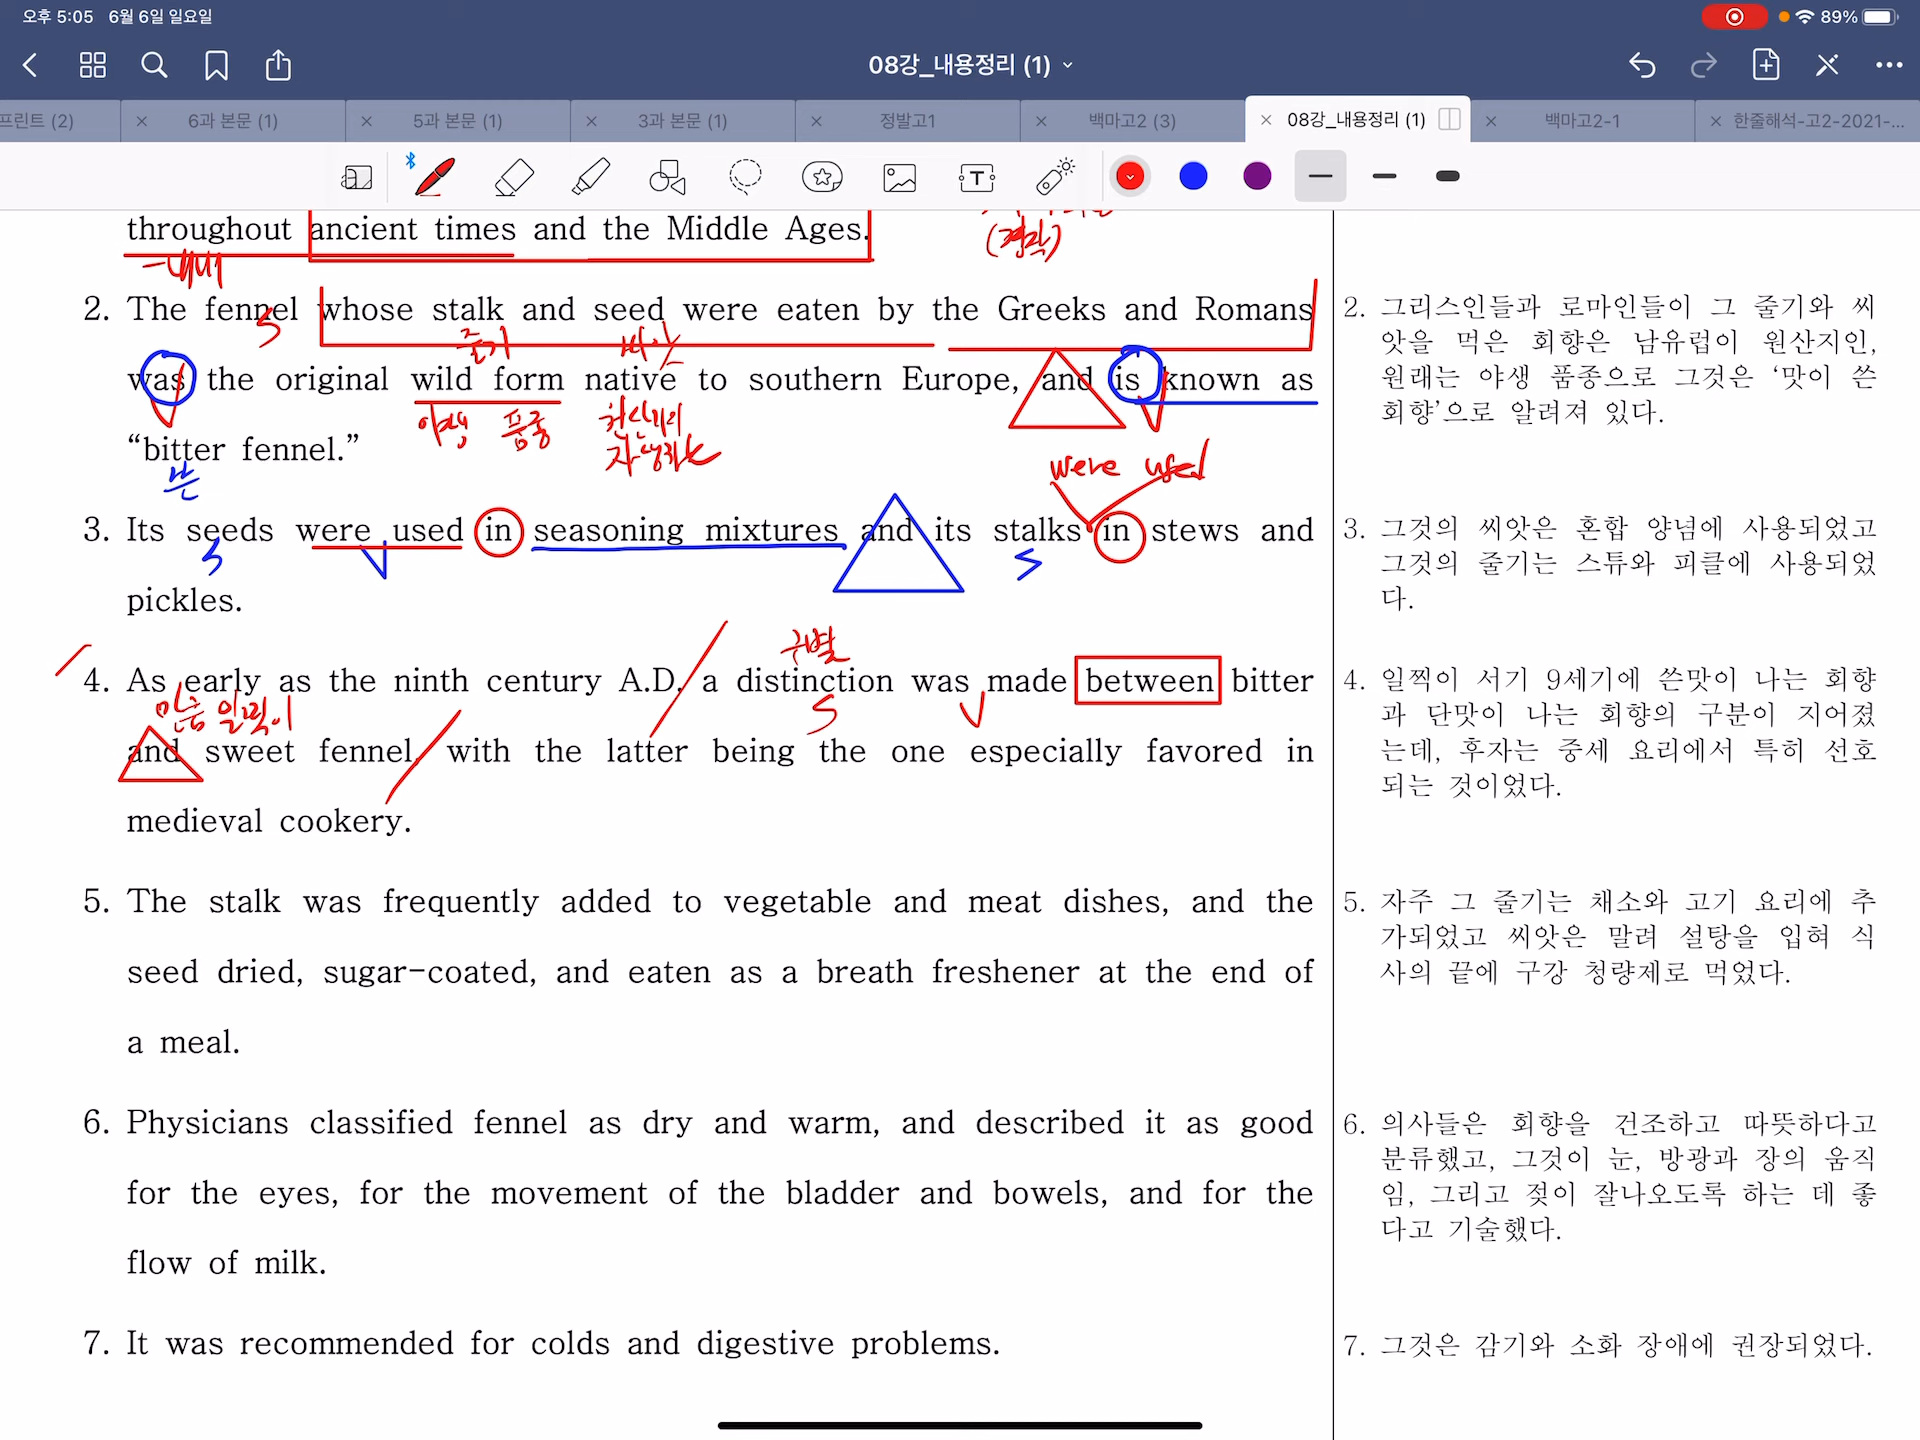 오후 5:05 6월 6일 일요일
89%
08강_내용정리 (1)
프린트 (2)
6과 본문 (1)
5과 본문 (1)
3과 본문 (1)
정발고1
백마고2 (3)
08강_내용정리 (1)
백마고2-1
한줄해석-고2-2021-...
throughout ancient times and the Middle Ages.
-내내
2. The fennel whose stalk and seed were eaten by the Greeks and Romans
S
줄기
씨앗
was the original wild form native to southern Europe, and is known as
야생 품종
원산지의
“bitter fennel.”
쓴
were used
3. Its seeds were used in seasoning mixtures and its stalks in stews and
S V S
pickles.
구별
4. As early as the ninth century A.D. a distinction was made between bitter
만큼 일찍이
S V
and sweet fennel, with the latter being the one especially favored in
medieval cookery.
5. The stalk was frequently added to vegetable and meat dishes, and the
seed dried, sugar-coated, and eaten as a breath freshener at the end of
a meal.
6. Physicians classified fennel as dry and warm, and described it as good
for the eyes, for the movement of the bladder and bowels, and for the
flow of milk.
7. It was recommended for colds and digestive problems.
2. 그리스인들과 로마인들이 그 줄기와 씨
앗을 먹은 회향은 남유럽이 원산지인,
원래는 야생 품종으로 그것은 ‘맛이 쓴
회향’으로 알려져 있다.
3. 그것의 씨앗은 혼합 양념에 사용되었고
그것의 줄기는 스튜와 피클에 사용되었
다.
4. 일찍이 서기 9세기에 쓴맛이 나는 회향
과 단맛이 나는 회향의 구분이 지어졌
는데, 후자는 중세 요리에서 특히 선호
되는 것이었다.
5. 자주 그 줄기는 채소와 고기 요리에 추
가되었고 씨앗은 말려 설탕을 입혀 식
사의 끝에 구강 청량제로 먹었다.
6. 의사들은 회향을 건조하고 따뜻하다고
분류했고, 그것이 눈, 방광과 장의 움직
임, 그리고 젖이 잘나오도록 하는 데 좋
다고 기술했다.
7. 그것은 감기와 소화 장애에 권장되었다.